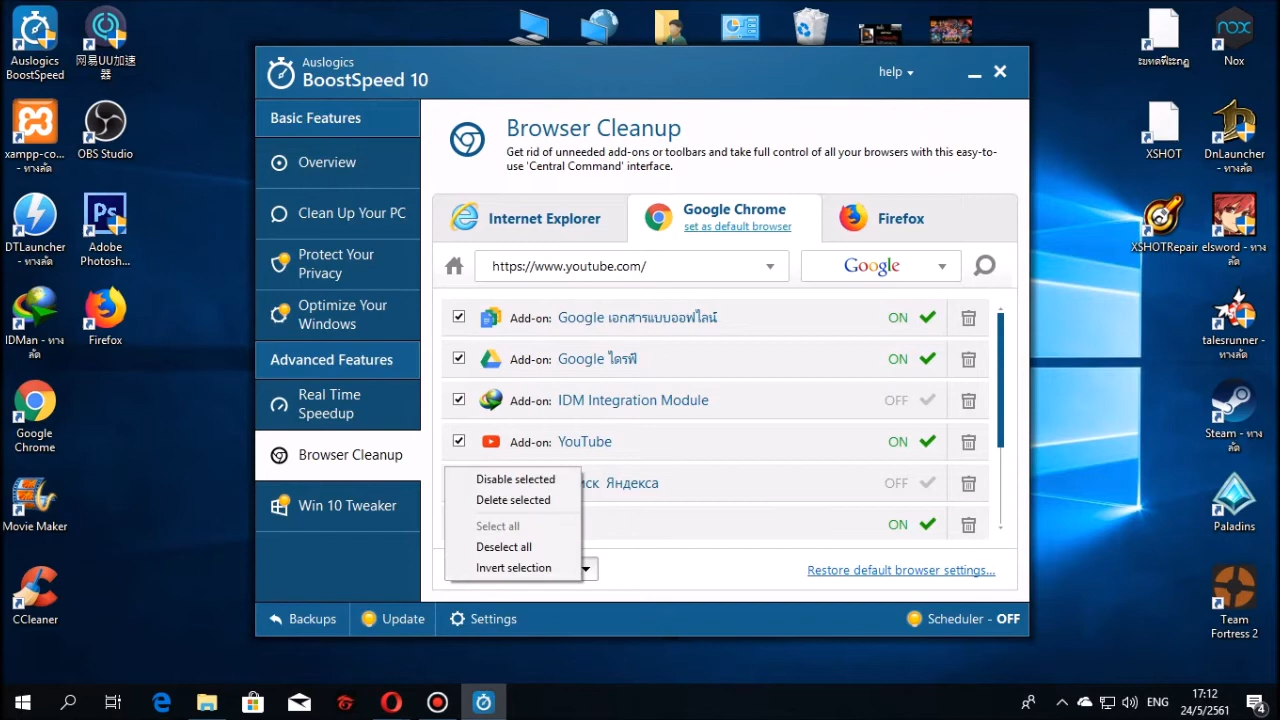 Auslogics
BoostSpeed
网易UU加速
器
xampp-co...
- ทางลัด
OBS Studio
DTLauncher
- ทางลัด
Adobe
Photosh...
IDMan - ทาง
ลัด
Firefox
Google
Chrome
Movie Maker
CCleaner
Auslogics
BoostSpeed 10
help
Basic Features
Overview
Clean Up Your PC
Protect Your
Privacy
Optimize Your
Windows
Advanced Features
Real Time
Speedup
Browser Cleanup
Win 10 Tweaker
Browser Cleanup
Get rid of unneeded add-ons or toolbars and take full control of all your browsers with this easy-to-
use 'Central Command' interface.
Internet Explorer
Google Chrome
set as default browser
Firefox
https://www.youtube.com/
Google
Add-on: Google เอกสารแบบออฟไลน์ ON
Add-on: Google ไดรฟ์ ON
Add-on: IDM Integration Module OFF
Add-on: YouTube ON
иск Яндекса OFF
ON
Disable selected
Delete selected
Select all
Deselect all
Invert selection
Restore default browser settings...
Backups
Update
Settings
Scheduler - OFF
nox
Nox
XSHOT
DnLauncher
- ทางลัด
XSHOTRepair
elsword - ทาง
ลัด
talesrunner -
ทางลัด
Steam - ทาง
ลัด
Paladins
Team
Fortress 2
ENG
17:12
24/5/2561
4